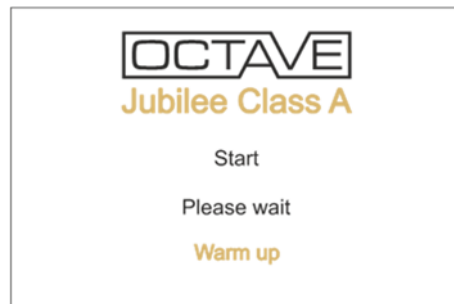 OCTAVE
Jubilee Class A
Start
Please wait
Warm up